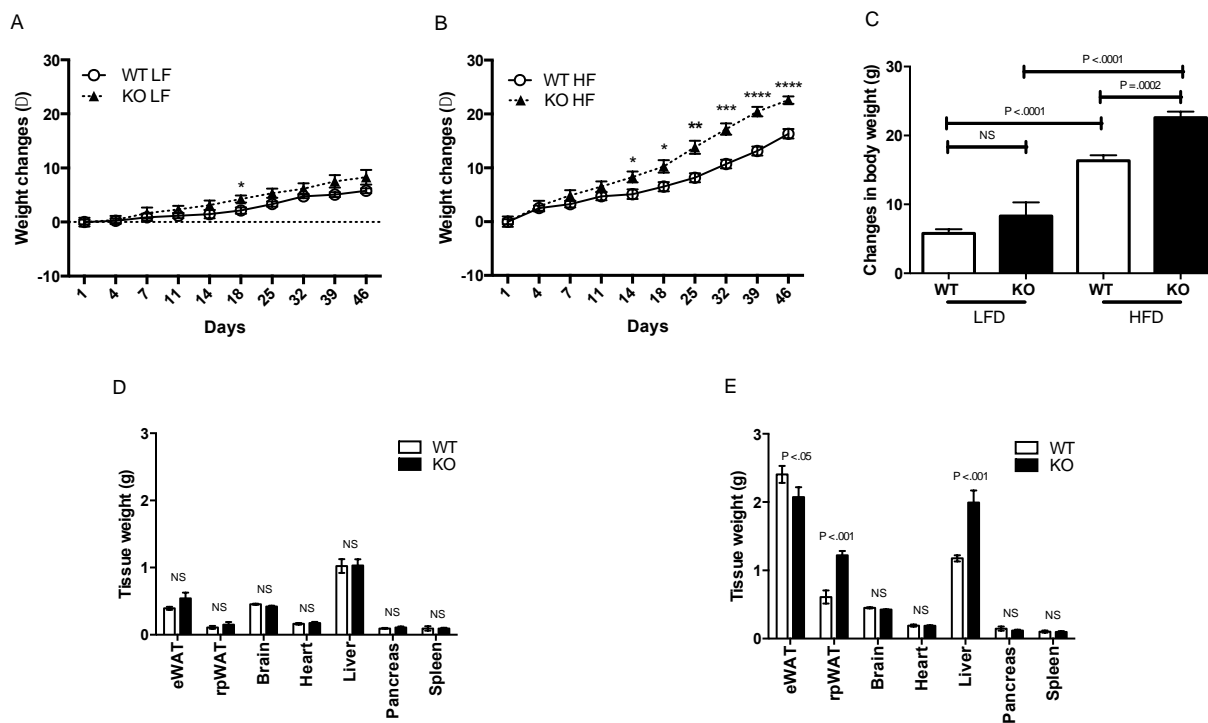 A
30
20
10
0
-10
Weight changes (D)
WT LF
KO LF
*
1 4 7 11 14 18 25 32 39 46
Days
B
30
20
10
0
-10
Weight changes (D)
WT HF
KO HF
* * ** *** **** ****
1 4 7 11 14 18 25 32 39 46
Days
C
30
20
10
0
Changes in body weight (g)
P <.0001
P =.0002
P <.0001
NS
WT KO WT KO
LFD HFD
D
3
2
1
0
Tissue weight (g)
WT
KO
NS NS NS NS NS NS NS
eWAT rpWAT Brain Heart Liver Pancreas Spleen
E
3
2
1
0
Tissue weight (g)
WT
KO
P <.05 P <.001 NS NS P <.001 NS NS
eWAT rpWAT Brain Heart Liver Pancreas Spleen